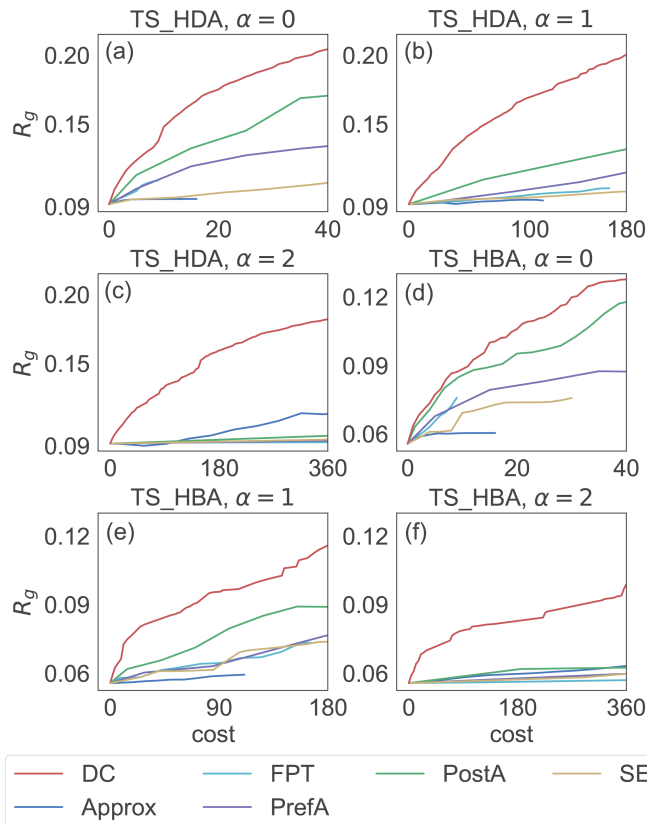 TS_HDA, α = 0
TS_HDA, α = 1
(a)
(b)
R_g
0.20
0.15
0.09
0 20 40
0.20
0.15
0.09
0 100 180
TS_HDA, α = 2
TS_HBA, α = 0
(c)
(d)
R_g
0.20
0.15
0.09
0 180 360
0.12
0.09
0.06
0 20 40
TS_HBA, α = 1
TS_HBA, α = 2
(e)
(f)
R_g
0.12
0.09
0.06
0 90 180
cost
0.12
0.09
0.06
0 180 360
cost
DC FPT PostA SE
Approx PrefA